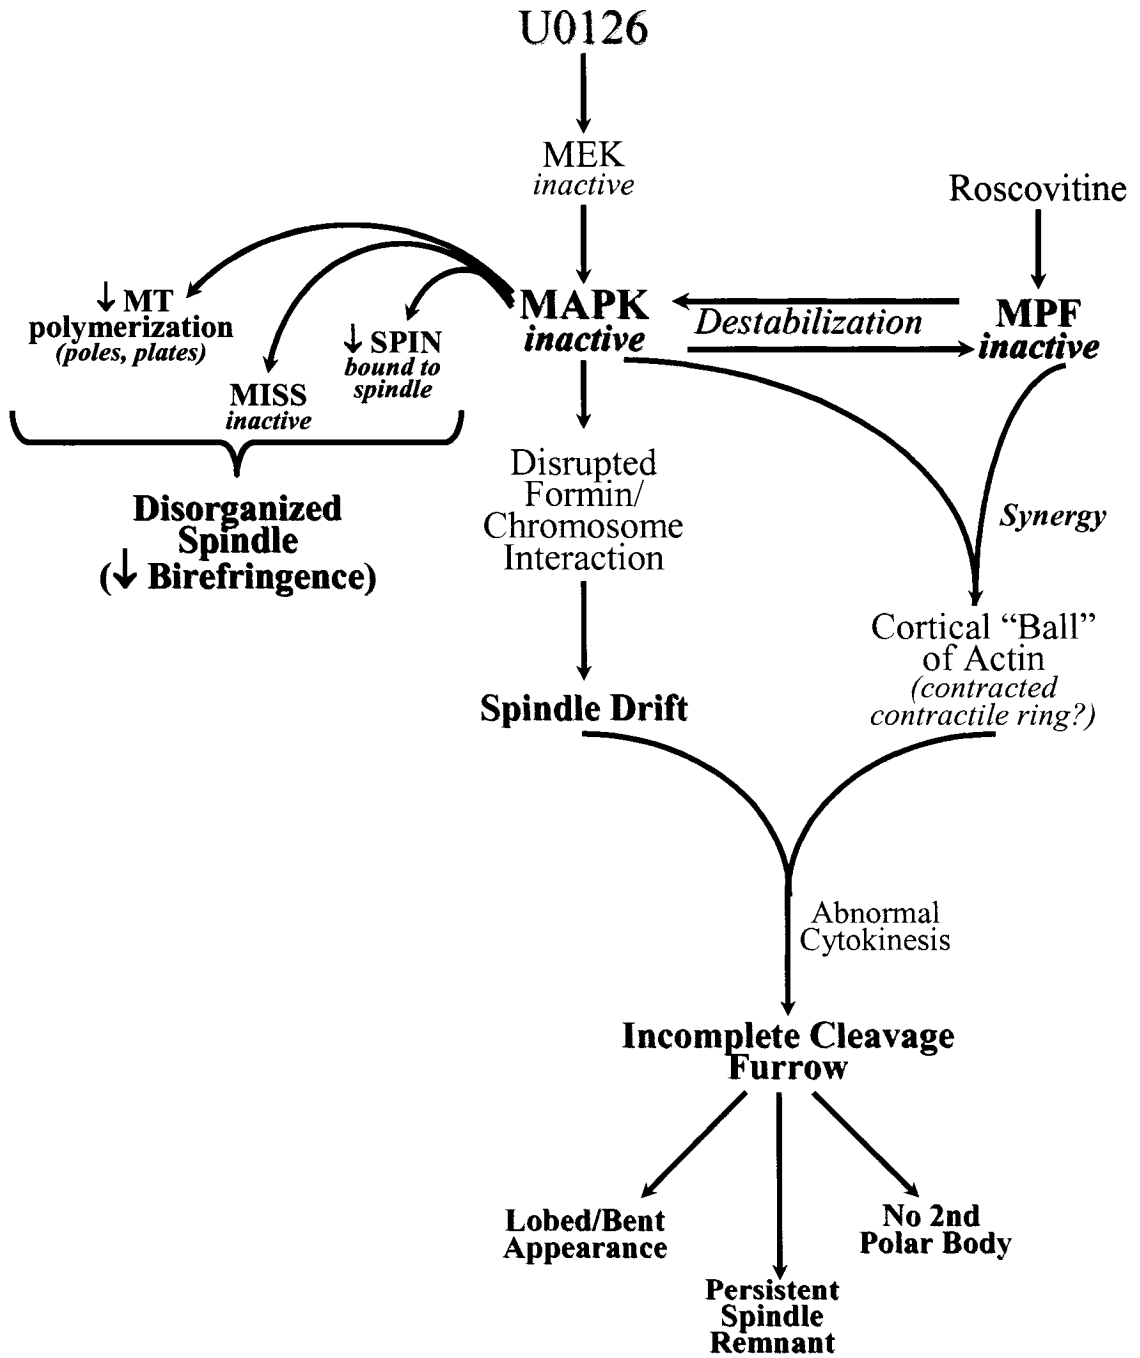 U0126
MEK
inactive
Roscovitine
MAPK
inactive
Destabilization
MPF
inactive
↓ MT
polymerization
(poles, plates)
MISS
inactive
↓ SPIN
bound to
spindle
Disorganized
Spindle
(↓ Birefringence)
Disrupted
Formin/
Chromosome
Interaction
Synergy
Cortical “Ball”
of Actin
(contracted
contractile ring?)
Spindle Drift
Abnormal
Cytokinesis
Incomplete Cleavage
Furrow
Lobed/Bent
Appearance
Persistent
Spindle
Remnant
No 2nd
Polar Body